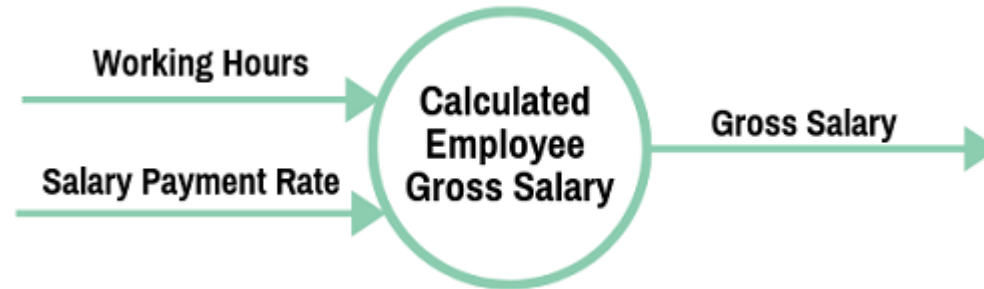 Working Hours
Salary Payment Rate
Calculated
Employee
Gross Salary
Gross Salary